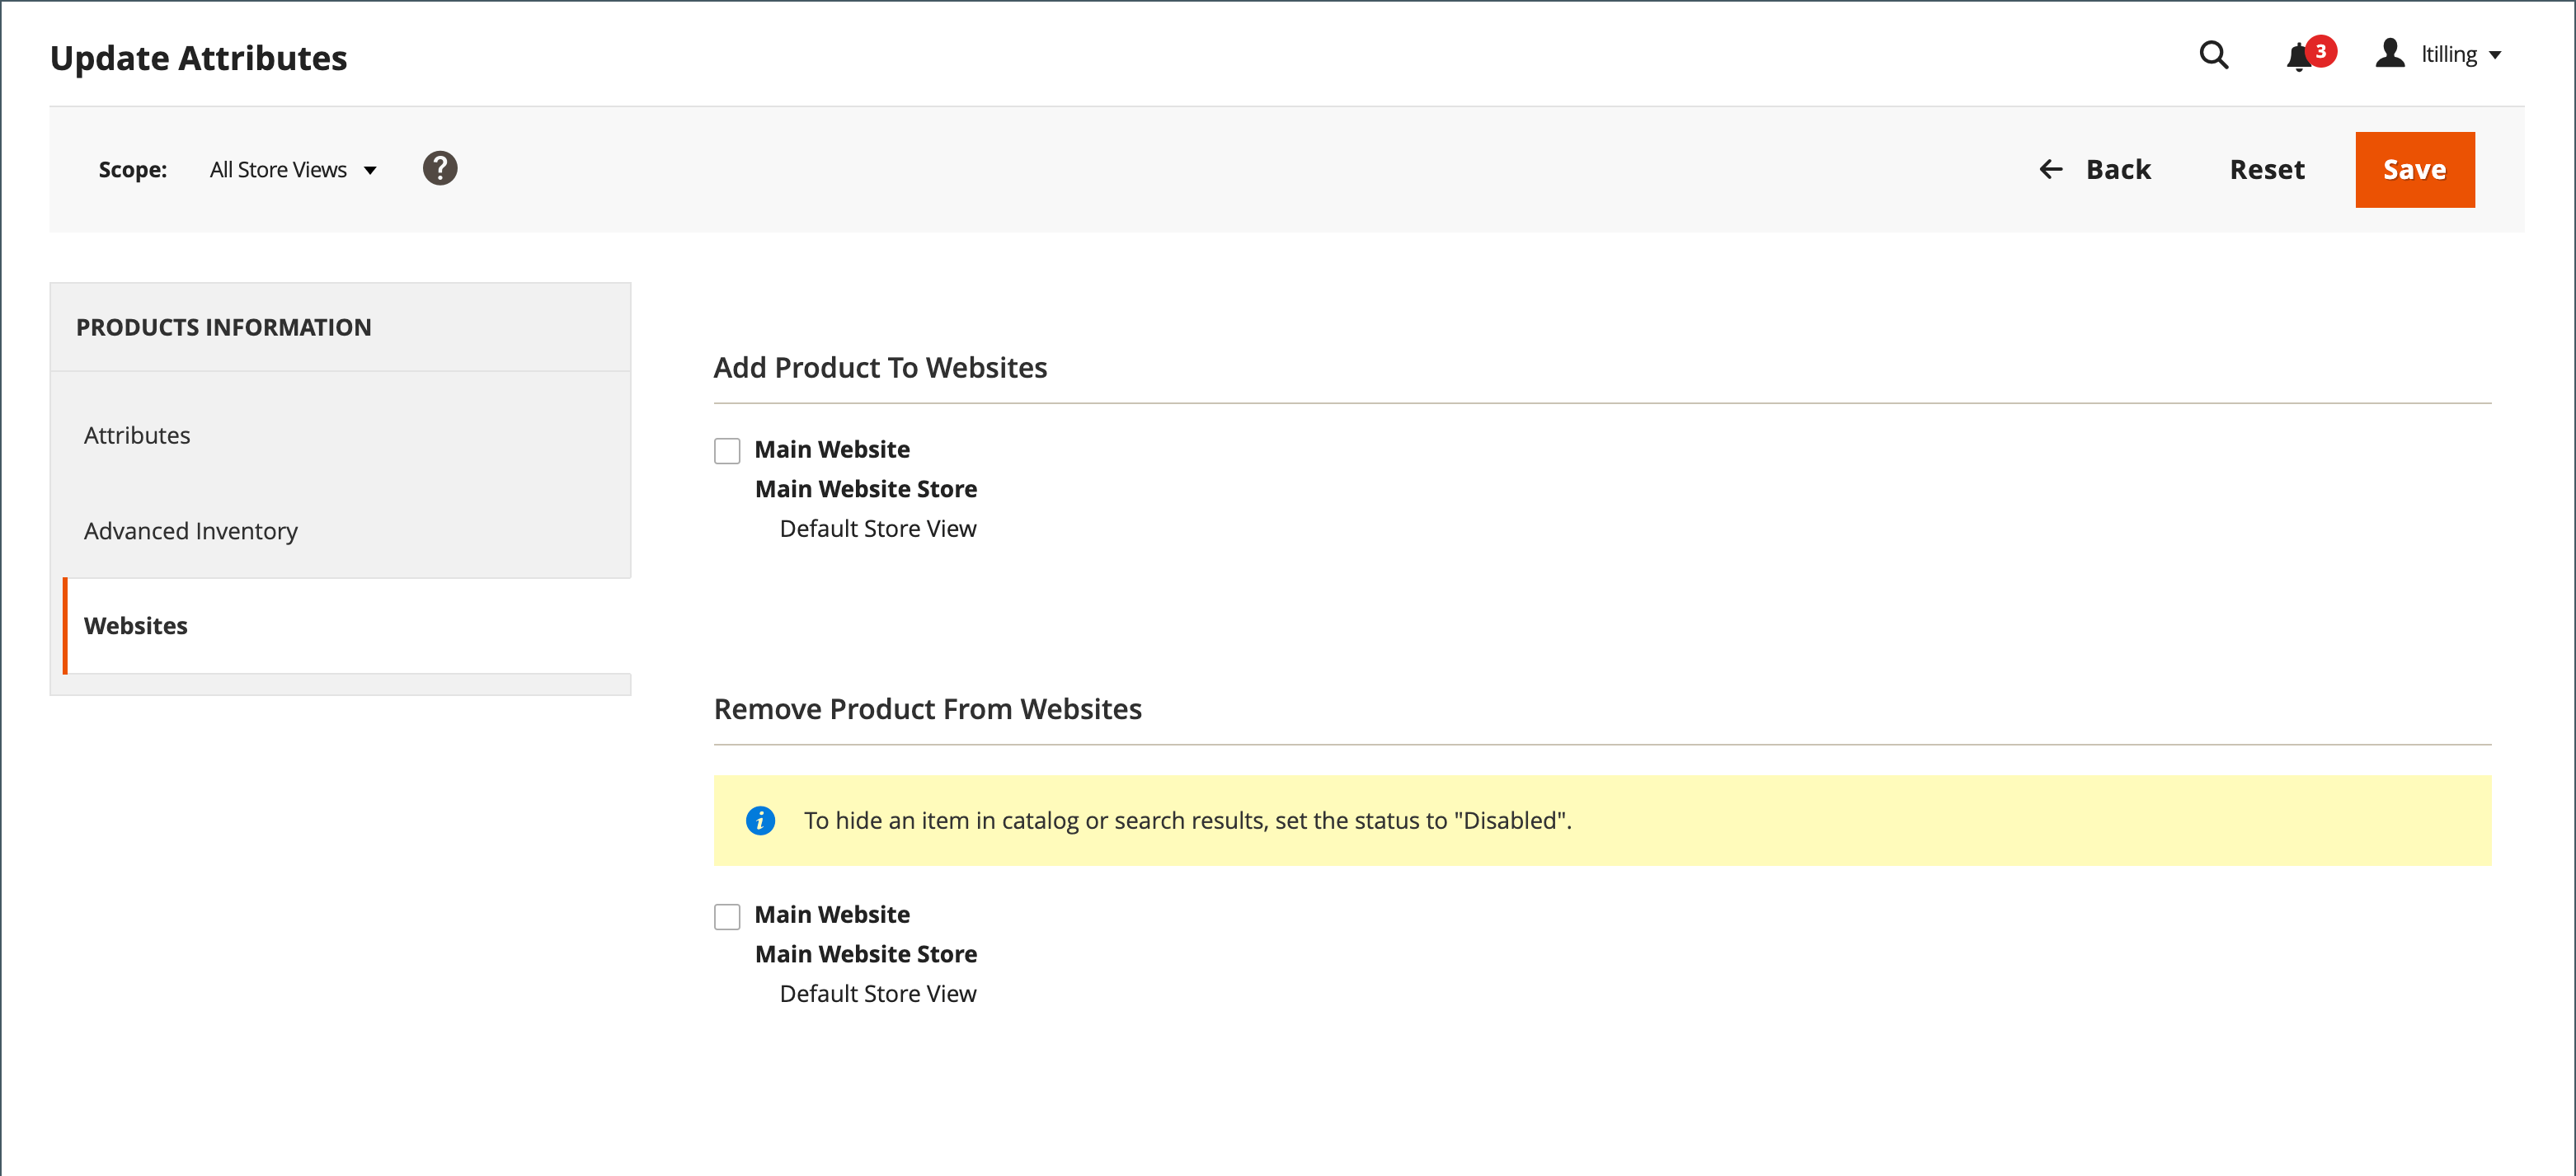 Update Attributes
3
ltilling
Scope: All Store Views
?
Back
Reset
Save
PRODUCTS INFORMATION
Attributes
Advanced Inventory
Websites
Add Product To Websites
Main Website
Main Website Store
Default Store View
Remove Product From Websites
i
To hide an item in catalog or search results, set the status to "Disabled".
Main Website
Main Website Store
Default Store View